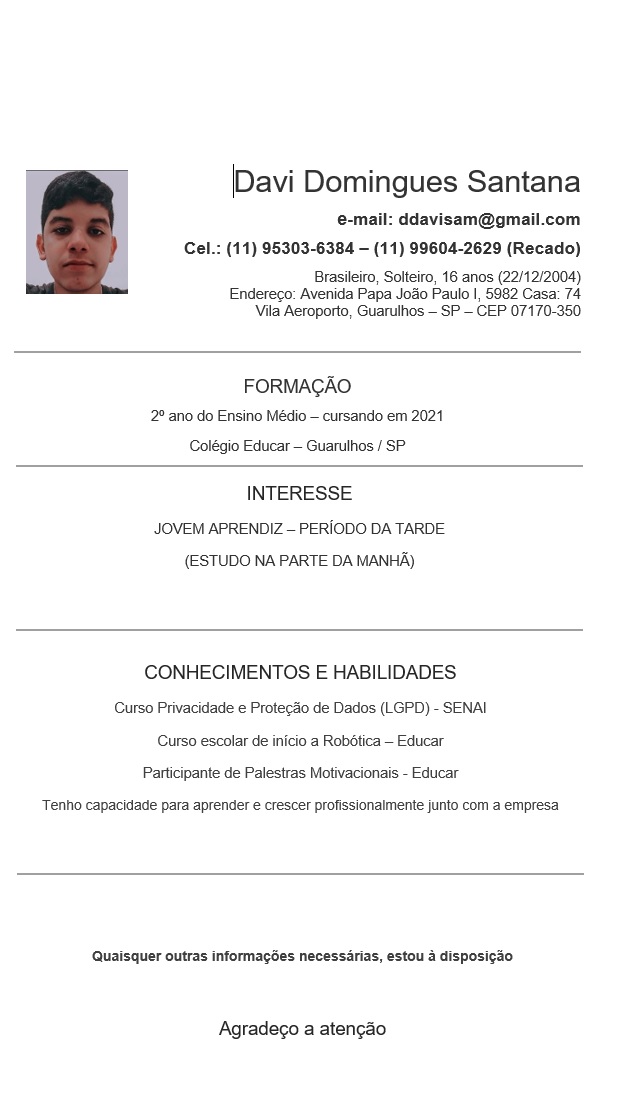 Davi Domingues Santana
e-mail: ddavisam@gmail.com
Cel.: (11) 95303-6384 – (11) 99604-2629 (Recado)
Brasileiro, Solteiro, 16 anos (22/12/2004)
Endereço: Avenida Papa João Paulo I, 5982 Casa: 74
Vila Aeroporto, Guarulhos – SP – CEP 07170-350
FORMAÇÃO
2º ano do Ensino Médio – cursando em 2021
Colégio Educar – Guarulhos / SP
INTERESSE
JOVEM APRENDIZ – PERÍODO DA TARDE
(ESTUDO NA PARTE DA MANHÃ)
CONHECIMENTOS E HABILIDADES
Curso Privacidade e Proteção de Dados (LGPD) - SENAI
Curso escolar de início a Robótica – Educar
Participante de Palestras Motivacionais - Educar
Tenho capacidade para aprender e crescer profissionalmente junto com a empresa
Quaisquer outras informações necessárias, estou à disposição
Agradeço a atenção